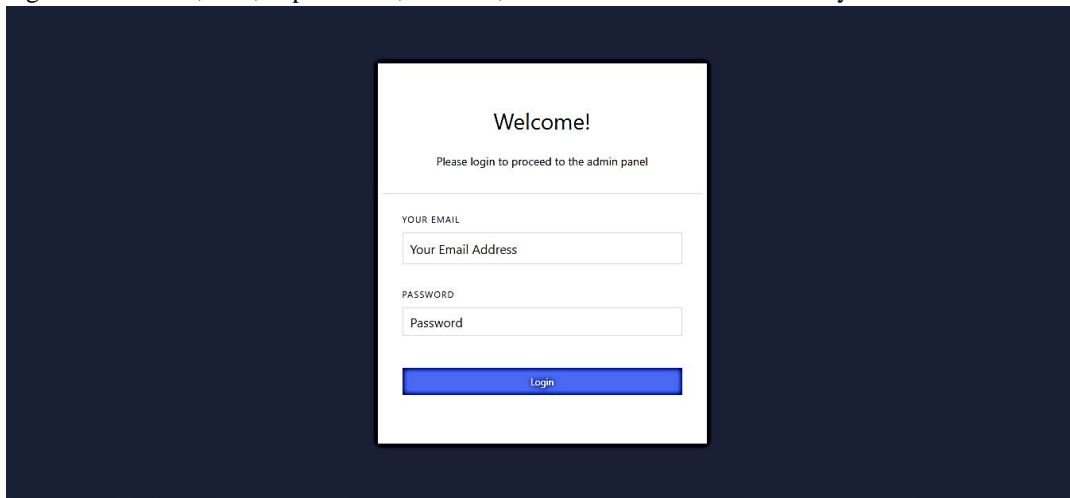 Welcome!
Please login to proceed to the admin panel
YOUR EMAIL
Your Email Address
PASSWORD
Password
Login